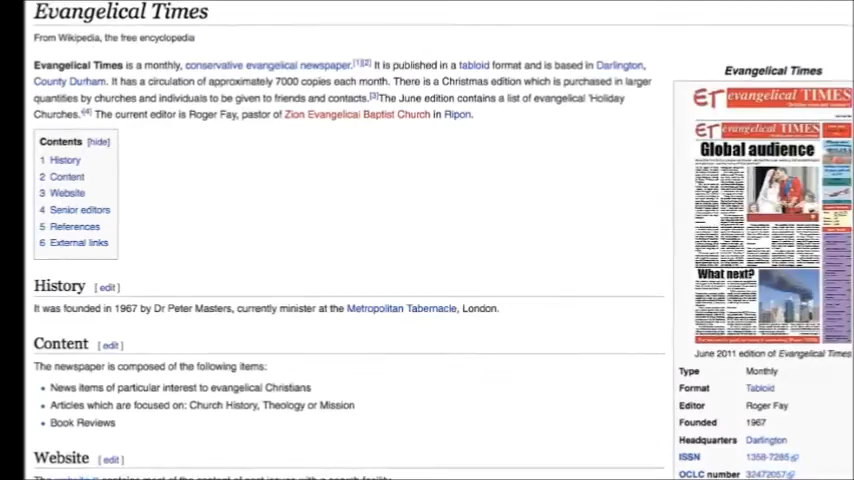 Evangelical Times
From Wikipedia, the free encyclopedia
Evangelical Times is a monthly, conservative evangelical newspaper.[1][2] It is published in a tabloid format and is based in Darlington,
County Durham. It has a circulation of approximately 7000 copies each month. There is a Christmas edition which is purchased in larger
quantities by churches and individuals to be given to friends and contacts.[3]The June edition contains a list of evangelical 'Holiday
Churches.[4] The current editor is Roger Fay, pastor of Zion Evangelical Baptist Church in Ripon.
Contents [hide]
1 History
2 Content
3 Website
4 Senior editors
5 References
6 External links
History [ edit ]
It was founded in 1967 by Dr Peter Masters, currently minister at the Metropolitan Tabernacle, London.
Content [ edit ]
The newspaper is composed of the following items:
• News items of particular interest to evangelical Christians
• Articles which are focused on: Church History, Theology or Mission
• Book Reviews
Website [ edit ]
Evangelical Times
ET evangelical TIMES
ET evangelical TIMES
Global audience
What next?
June 2011 edition of Evangelical Times
Type Monthly
Format Tabloid
Editor Roger Fay
Founded 1967
Headquarters Darlington
ISSN 1358-7285
OCLC number 32472057